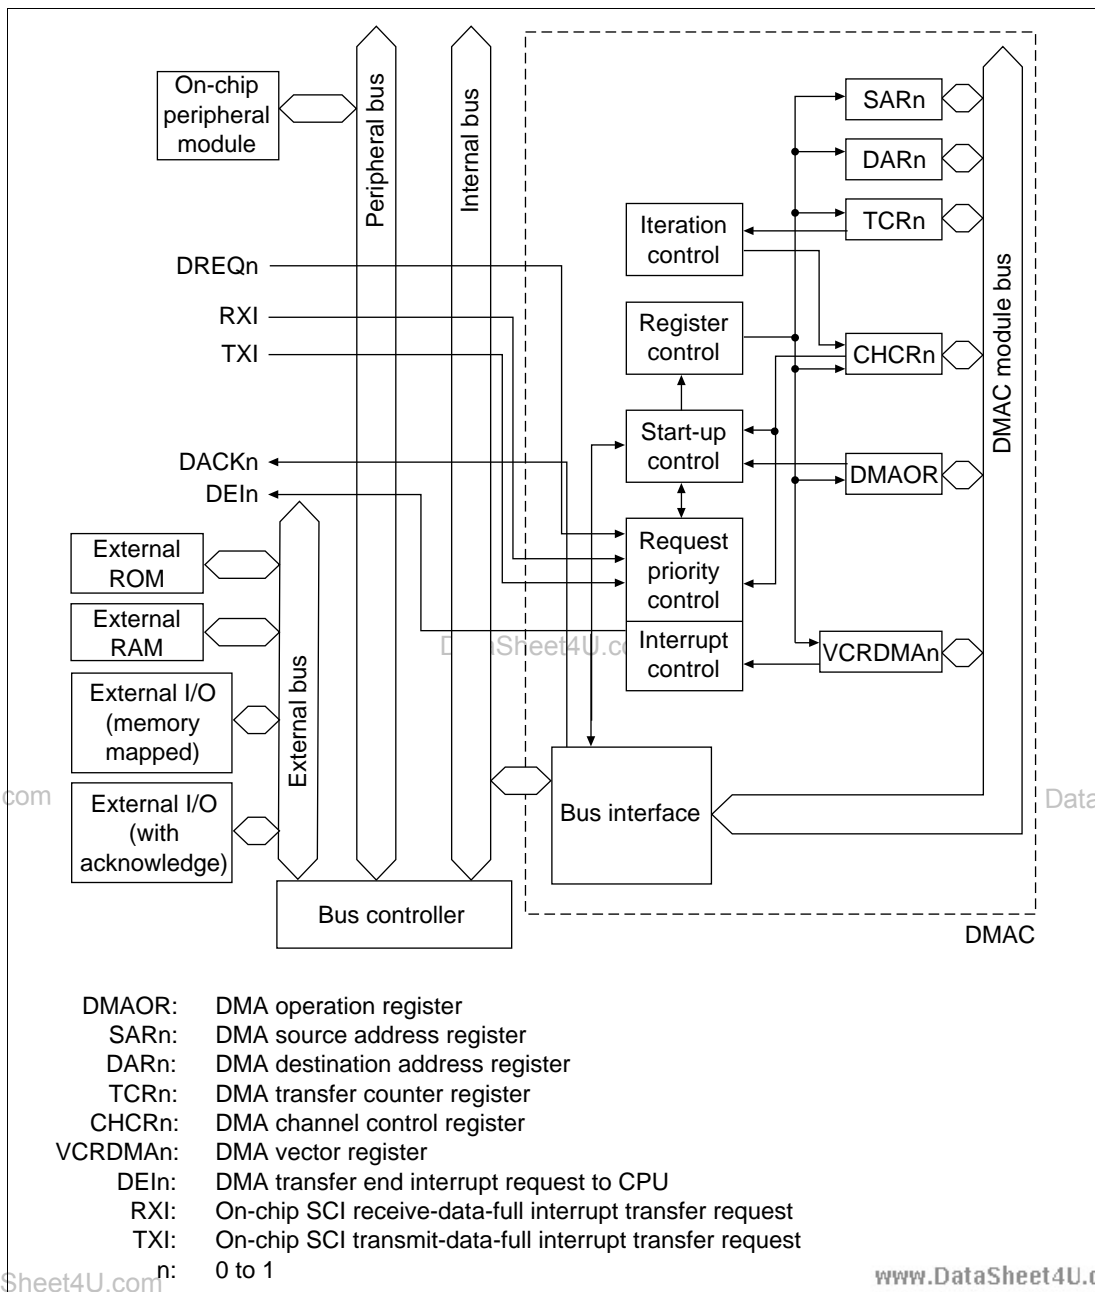 On-chip
peripheral
module
Peripheral bus
Internal bus
SARn
DARn
TCRn
Iteration
control
DREQn
RXI
TXI
Register
control
CHCRn
DMAC module bus
Start-up
control
DACKn
DEIn
DMAOR
External
ROM
Request
priority
control
External
RAM
Interrupt
control
VCRDMAn
External I/O
(memory
mapped)
External bus
External I/O
(with
acknowledge)
Bus interface
Bus controller
DMAC
com
Data
DMAOR: DMA operation register
SARn: DMA source address register
DARn: DMA destination address register
TCRn: DMA transfer counter register
CHCRn: DMA channel control register
VCRDMAn: DMA vector register
DEIn: DMA transfer end interrupt request to CPU
RXI: On-chip SCI receive-data-full interrupt transfer request
TXI: On-chip SCI transmit-data-full interrupt transfer request
n: 0 to 1
Sheet4U.com
www.DataSheet4U.c